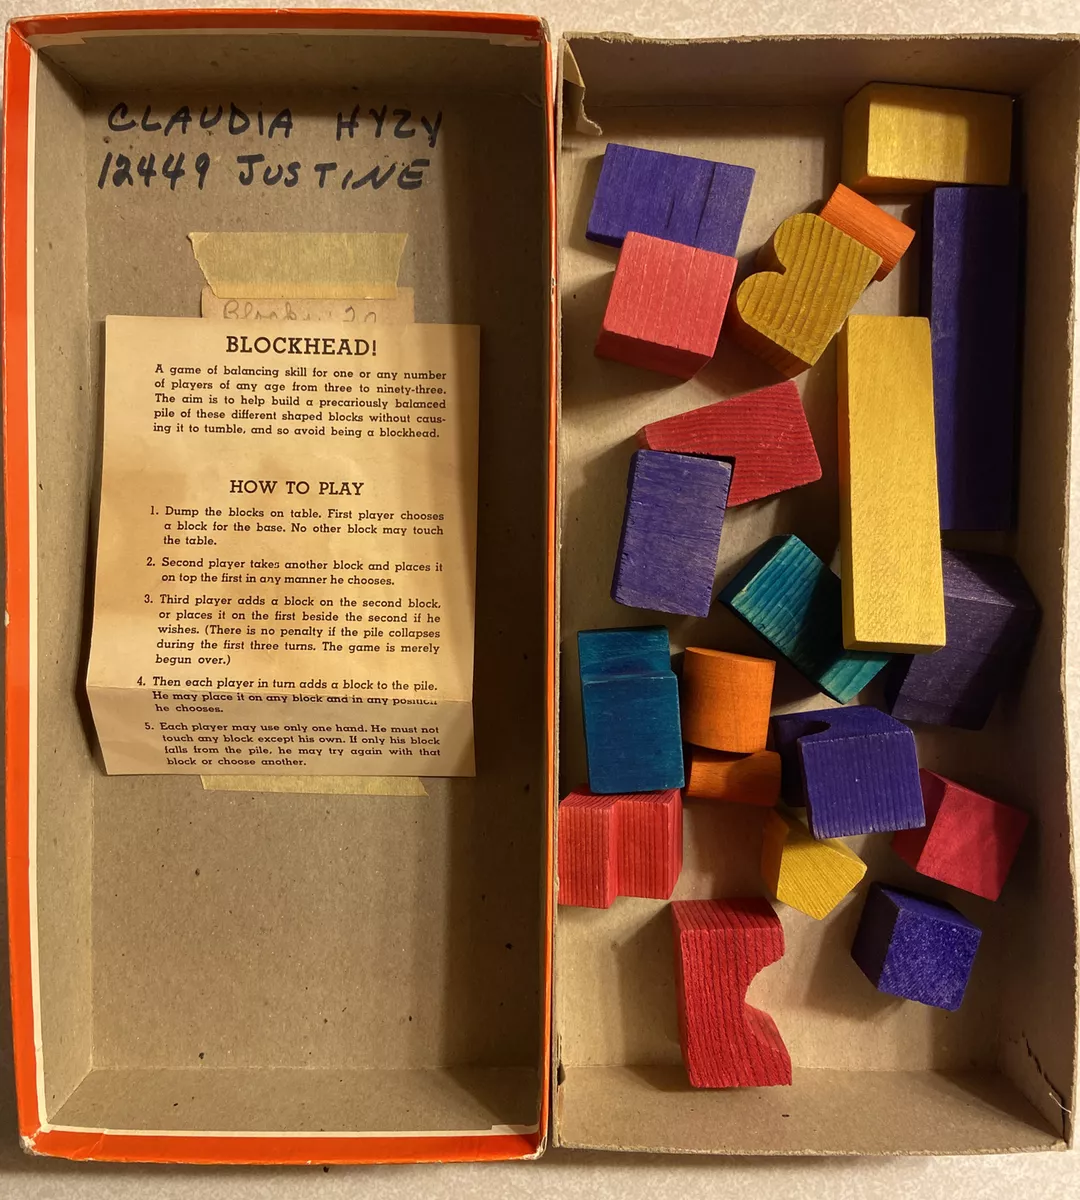 CLAUDIA HYZY
12449 JUSTINE
20
BLOCKHEAD!
A game of balancing skill for one or any number
of players of any age from three to ninety-three.
The aim is to help build a precariously balanced
pile of these different shaped blocks without caus-
ing it to tumble, and so avoid being a blockhead.
HOW TO PLAY
1. Dump the blocks on table. First player chooses
a block for the base. No other block may touch
the table.
2. Second player takes another block and places it
on top the first in any manner he chooses.
3. Third player adds a block on the second block,
or places it on the first beside the second if he
wishes. (There is no penalty if the pile collapses
during the first three turns. The game is merely
begun over.)
4. Then each player in turn adds a block to the pile.
He may place it on any block and in any position
he chooses.
5. Each player may use only one hand. He must not
touch any block except his own. If only his block
falls from the pile, he may try again with that
block or choose another.